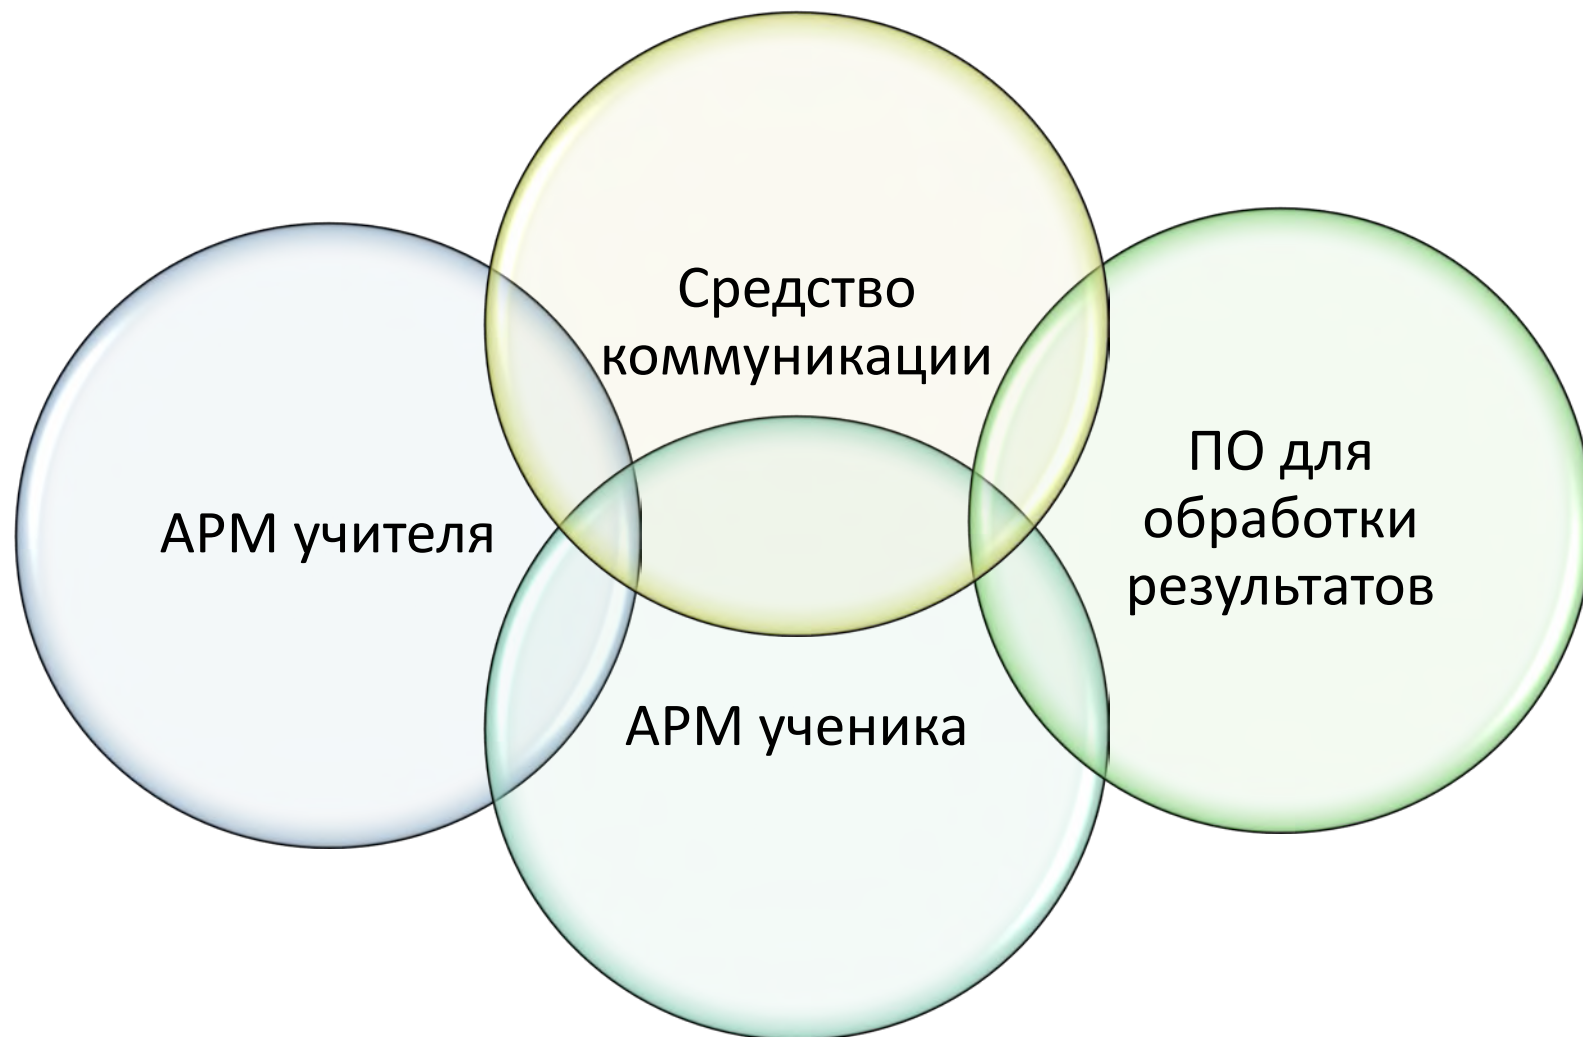 Средство
коммуникации
АРМ учителя
ПО для
обработки
результатов
АРМ ученика